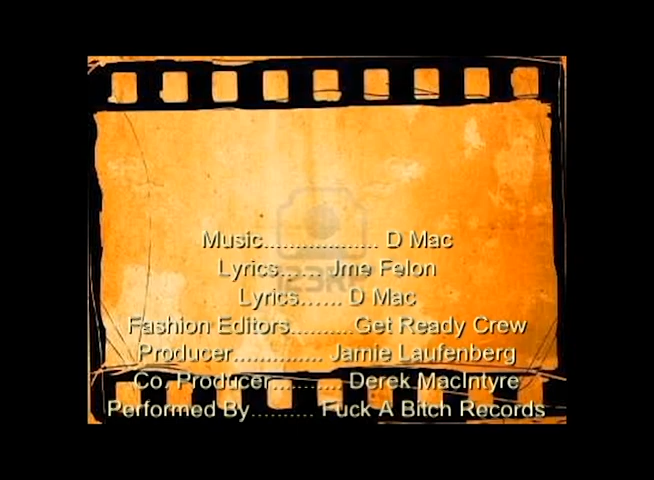 Music................... D Mac
Lyrics....... Jme Felon
Lyrics...... D Mac
Fashion Editors..........Get Ready Crew
Producer.............. Jamie Laufenberg
Co. Producer........... Derek MacIntyre
Performed By.......... Fuck A Bitch Records